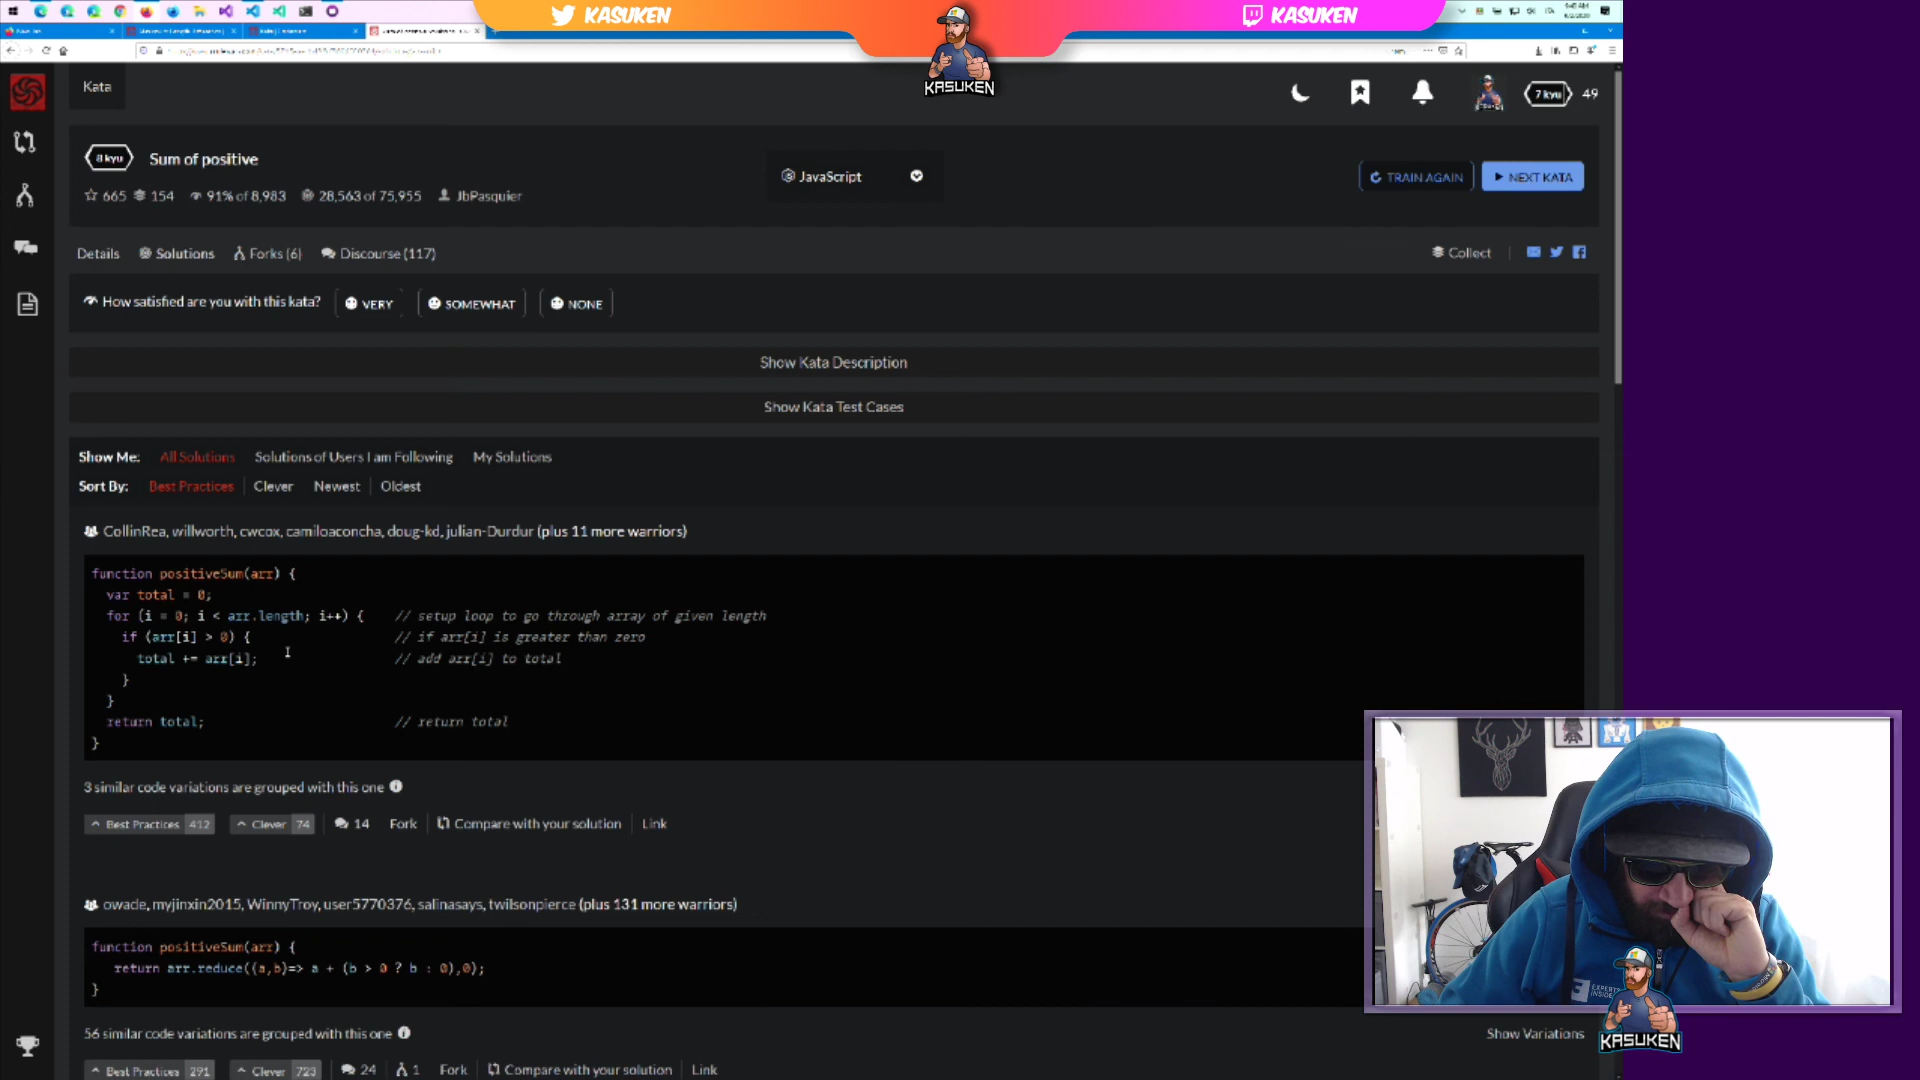 KASUKEN
KASUKEN
KASUKEN
Kata
7 kyu 49
8 kyu Sum of positive
JavaScript
TRAIN AGAIN NEXT KATA
665 154 91% of 8,983 28,563 of 75,955 JbPasquier
Details Solutions Forks (6) Discourse (117)
Collect
How satisfied are you with this kata? VERY SOMEWHAT NONE
Show Kata Description
Show Kata Test Cases
Show Me: All Solutions Solutions of Users I am Following My Solutions
Sort By: Best Practices Clever Newest Oldest
CollinRea, willworth, cwcox, camiloaconcha, doug-kd, julian-Durdur (plus 11 more warriors)
function positiveSum(arr) {
var total = 0;
for (i = 0; i < arr.length; i++) { // setup loop to go through array of given length
if (arr[i] > 0) { // if arr[i] is greater than zero
total += arr[i]; // add arr[i] to total
}
}
return total; // return total
}
3 similar code variations are grouped with this one
Best Practices 412 Clever 74 14 Fork Compare with your solution Link
owade, myjinxin2015, WinnyTroy, user5770376, salinasays, twilsonpierce (plus 131 more warriors)
function positiveSum(arr) {
return arr.reduce((a,b)=> a + (b > 0 ? b : 0),0);
}
56 similar code variations are grouped with this one
Show Variations
Best Practices 291 Clever 723 24 1 Fork Compare with your solution Link
EXPERTS
INSIDE
KASUKEN